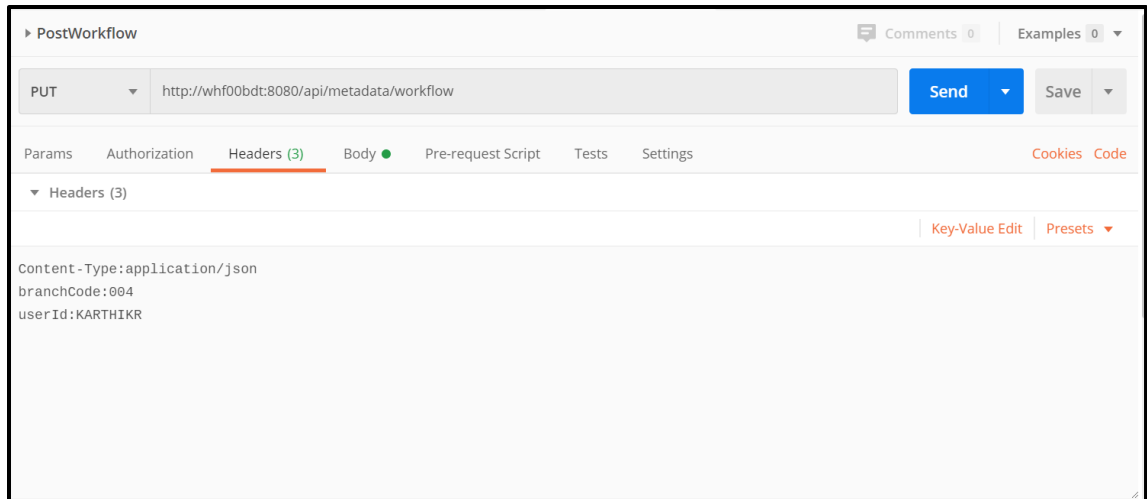 PostWorkflow
Comments 0
Examples 0
PUT
http://whf00bdt:8080/api/metadata/workflow
Send
Save
Params
Authorization
Headers (3)
Body
Pre-request Script
Tests
Settings
Cookies
Code
Headers (3)
Key-Value Edit
Presets
Content-Type:application/json
branchCode:004
userId:KARTHIKR